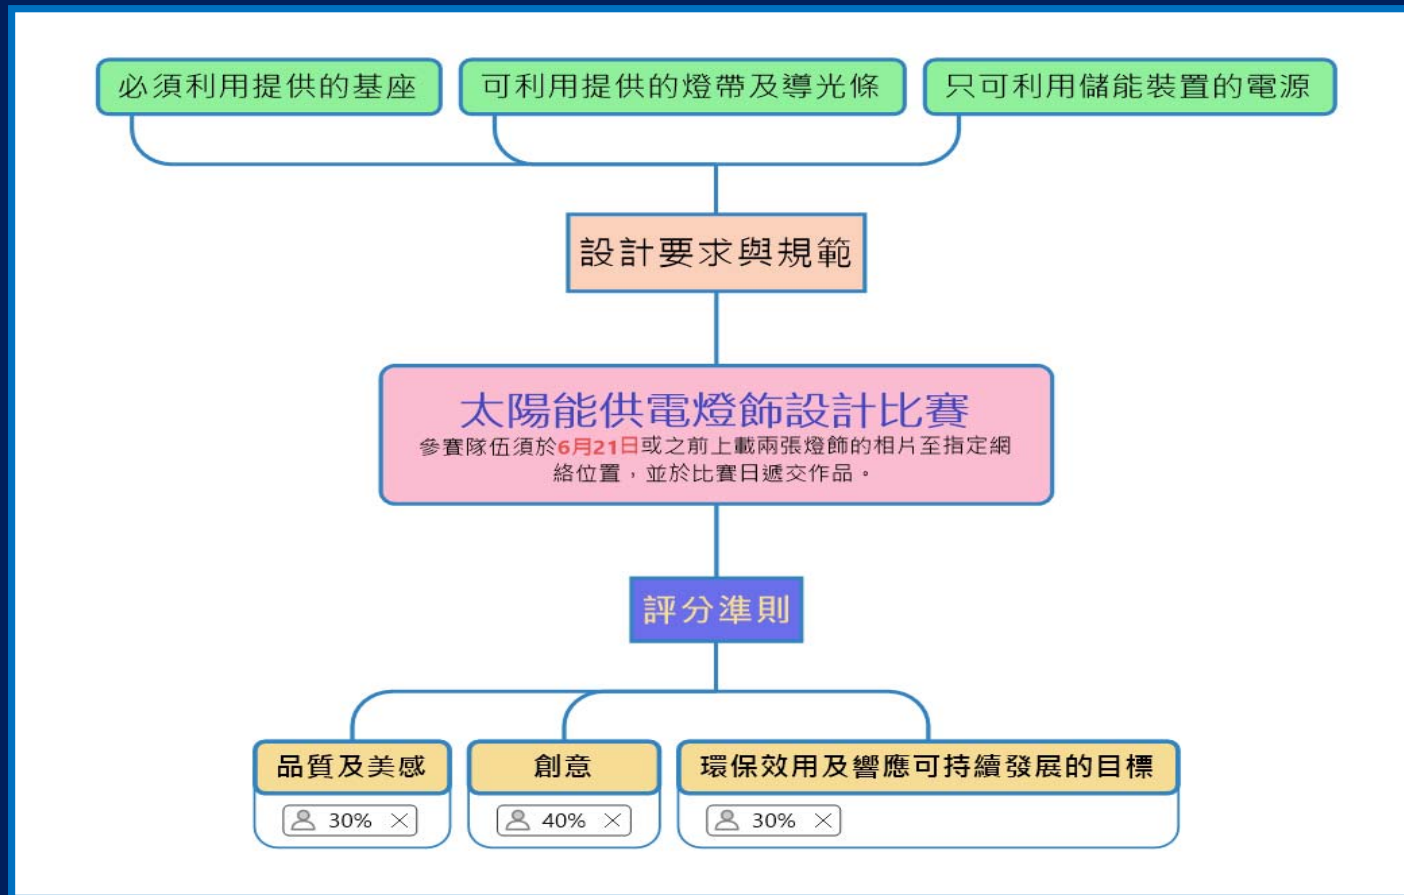 必須利用提供的基座
可利用提供的燈帶及導光條
只可利用儲能裝置的電源
設計要求與規範
太陽能供電燈飾設計比賽
參賽隊伍須於6月21日或之前上載兩張燈飾的相片至指定網
絡位置，並於比賽日遞交作品。
評分準則
品質及美感
30%
創意
40%
環保效用及響應可持續發展的目標
30%